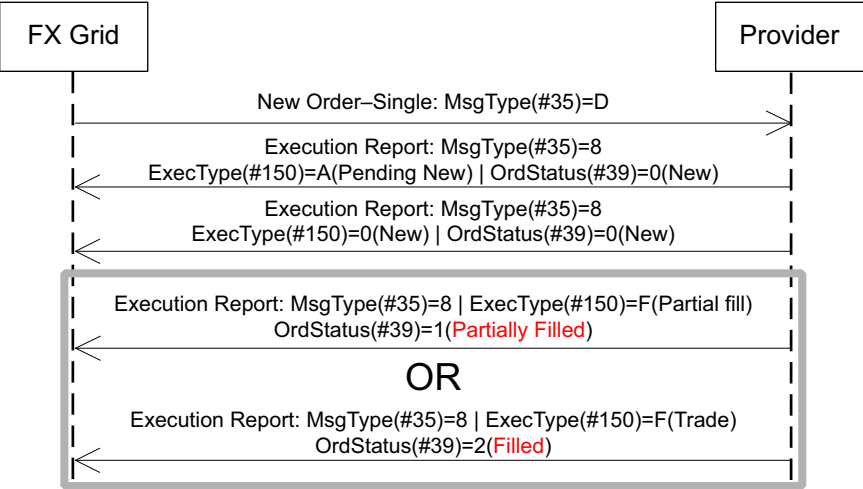 FX Grid
Provider
New Order–Single: MsgType(#35)=D
Execution Report: MsgType(#35)=8
ExecType(#150)=A(Pending New) | OrdStatus(#39)=0(New)
Execution Report: MsgType(#35)=8
ExecType(#150)=0(New) | OrdStatus(#39)=0(New)
Execution Report: MsgType(#35)=8 | ExecType(#150)=F(Partial fill)
OrdStatus(#39)=1(Partially Filled)
OR
Execution Report: MsgType(#35)=8 | ExecType(#150)=F(Trade)
OrdStatus(#39)=2(Filled)